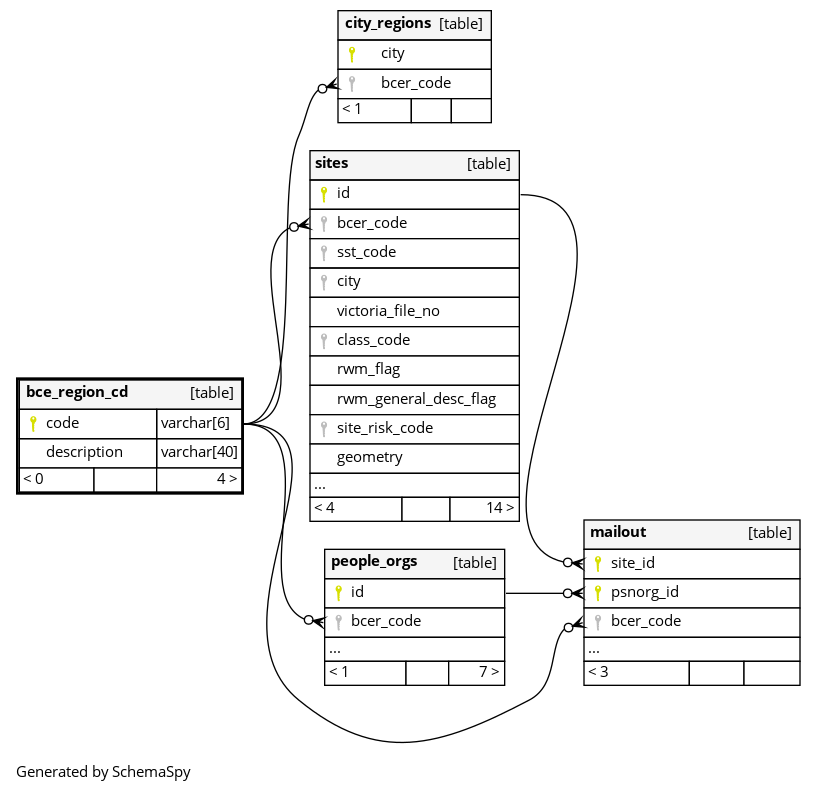 city_regions [table]
city
bcer_code
< 1
sites [table]
id
bcer_code
sst_code
city
victoria_file_no
class_code
rwm_flag
rwm_general_desc_flag
site_risk_code
geometry
...
< 4 14 >
bce_region_cd [table]
code varchar[6]
description varchar[40]
< 0 4 >
people_orgs [table]
id
bcer_code
...
< 1 7 >
mailout [table]
site_id
psnorg_id
bcer_code
...
< 3
Generated by SchemaSpy